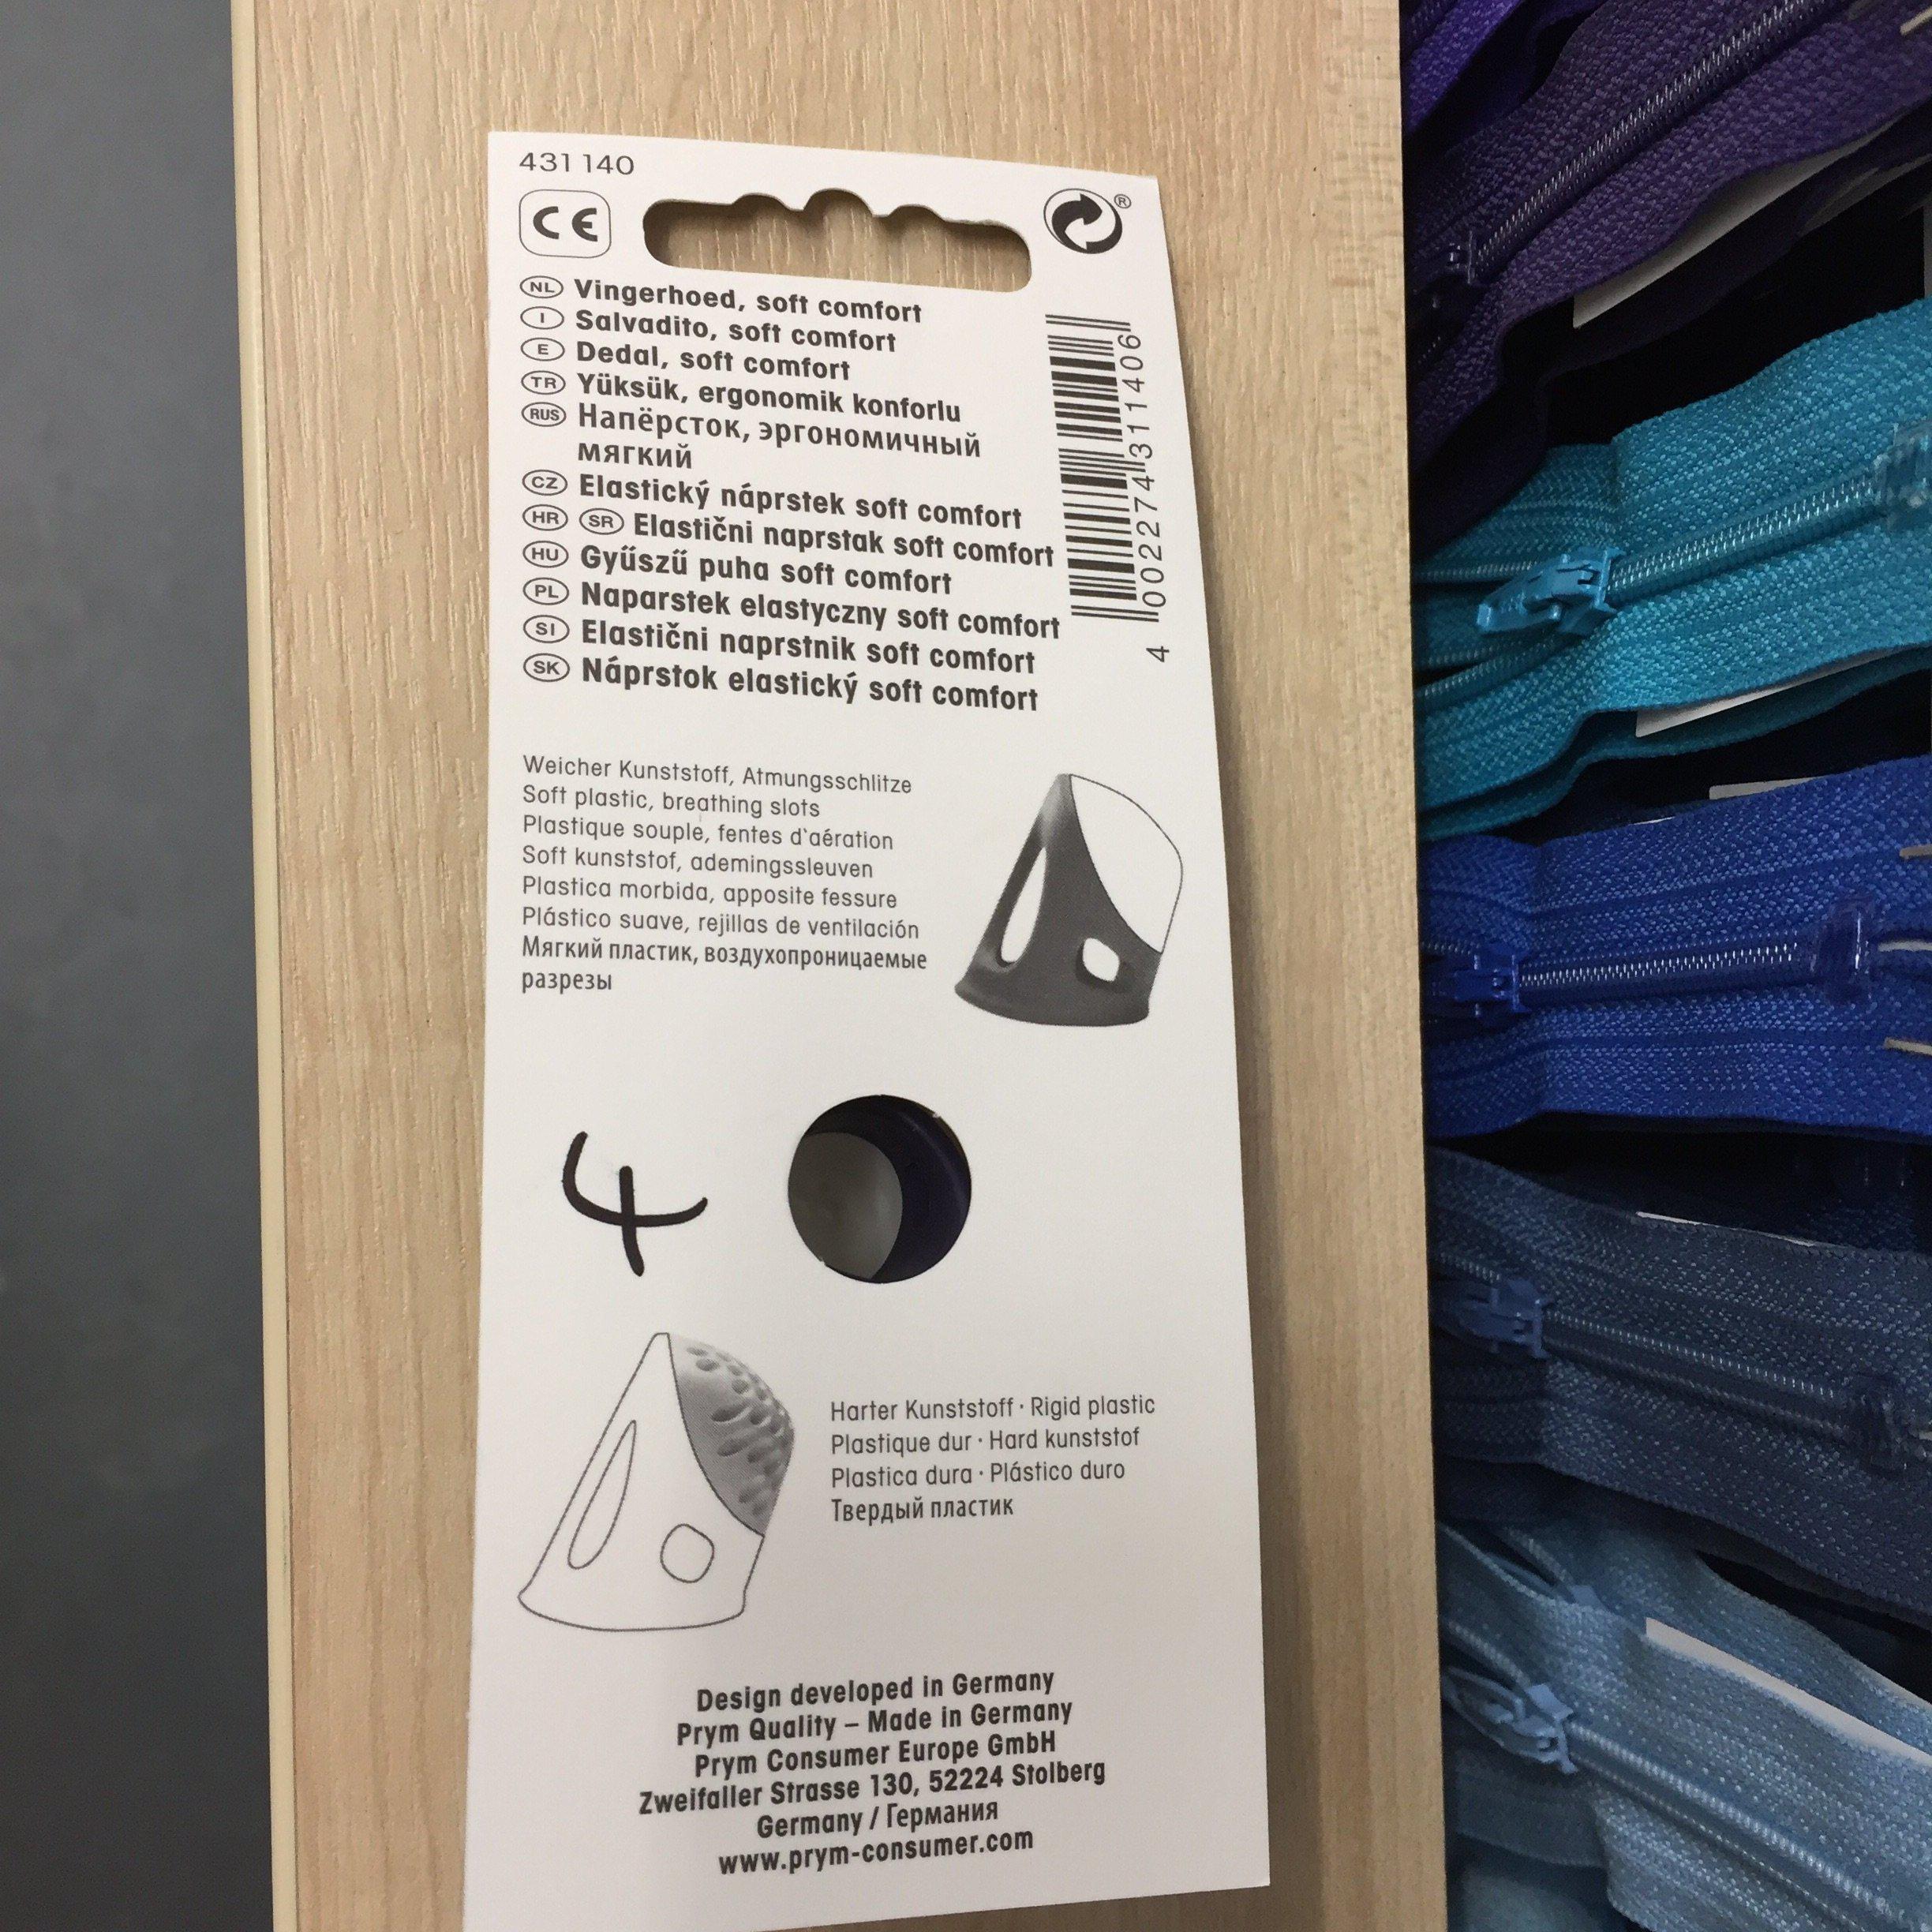 431 140
CE
®
NL Vingerhoed, soft comfort
I Salvadito, soft comfort
E Dedal, soft comfort
TR Yüksük, ergonomik konforlu
RUS Напёрсток, эргономичный
мягкий
CZ Elastický náprstek soft comfort
HR SR Elastični naprstak soft comfort
HU Gyűszű puha soft comfort
PL Naparstek elastyczny soft comfort
SI Elastični naprstnik soft comfort
SK Náprstok elastický soft comfort
4 002274 311406
Weicher Kunststoff, Atmungsschlitze
Soft plastic, breathing slots
Plastique souple, fentes d'aération
Soft kunststof, ademingssleuven
Plastica morbida, apposite fessure
Plástico suave, rejillas de ventilación
Мягкий пластик, воздухопроницаемые
разрезы
4
Harter Kunststoff · Rigid plastic
Plastique dur · Hard kunststof
Plastica dura · Plástico duro
Твердый пластик
Design developed in Germany
Prym Quality – Made in Germany
Prym Consumer Europe GmbH
Zweifaller Strasse 130, 52224 Stolberg
Germany / Германия
www.prym-consumer.com